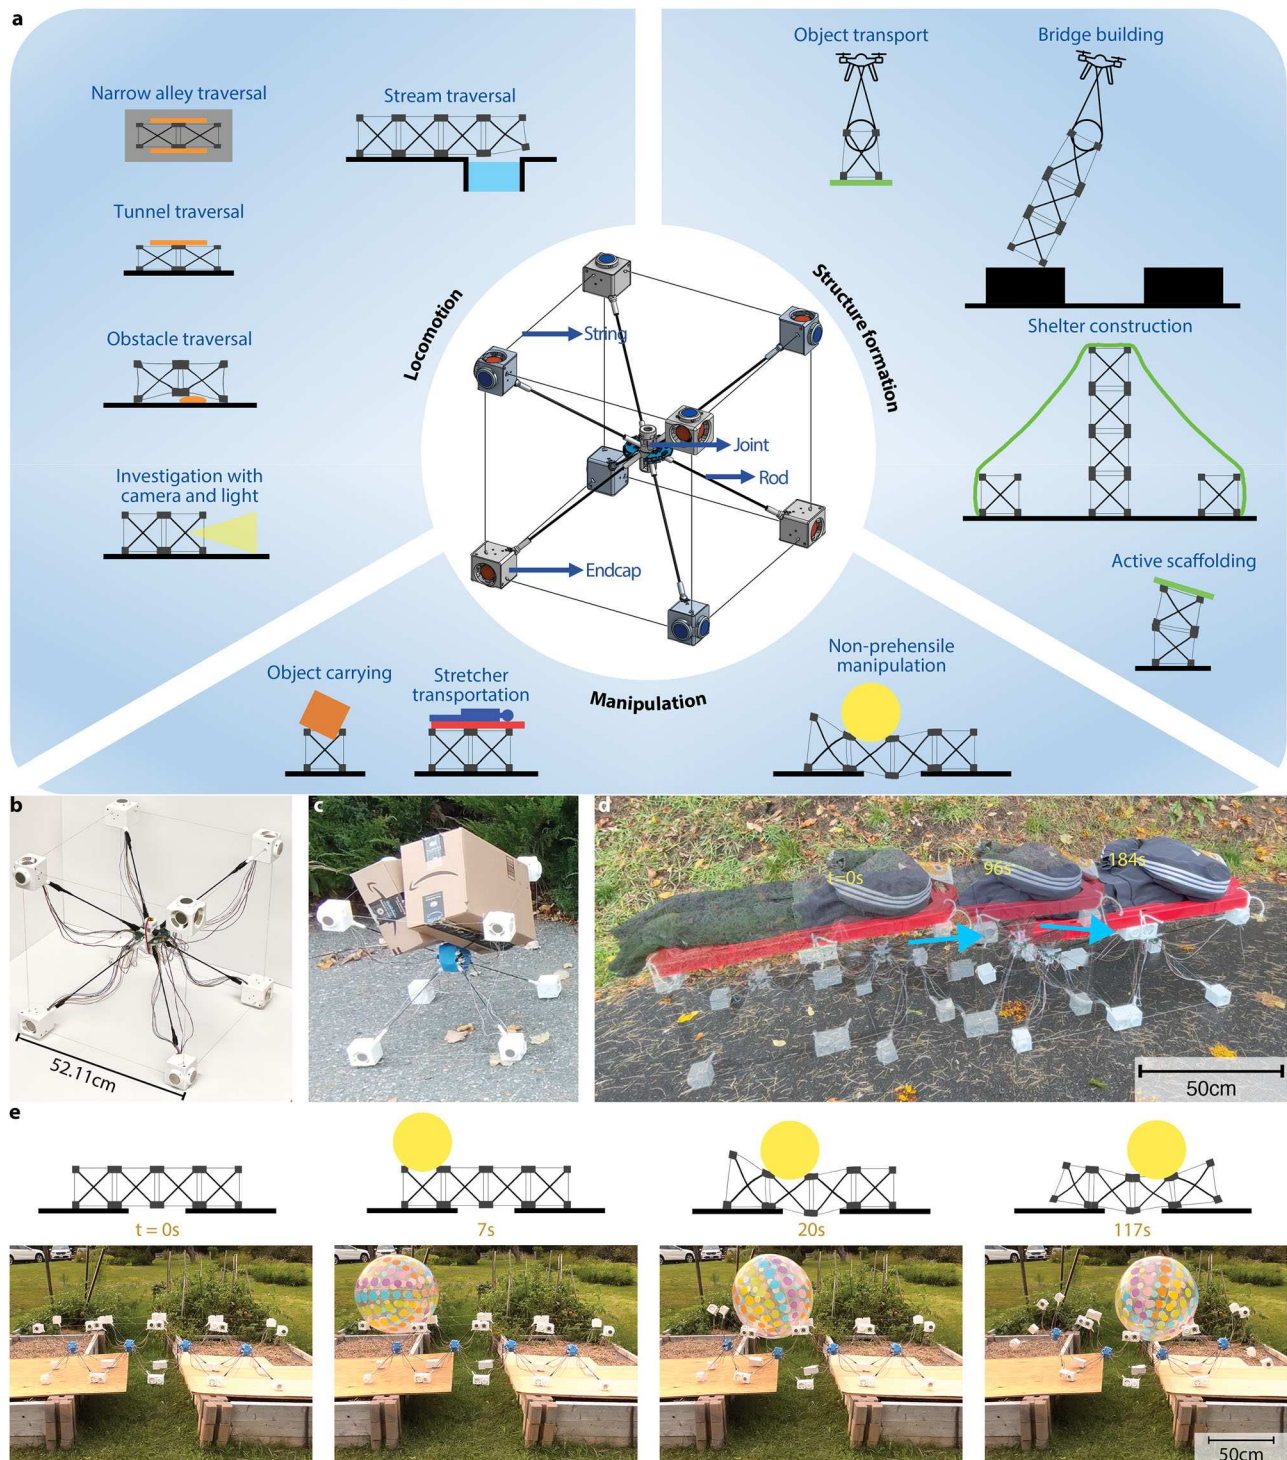 a
Narrow alley traversal
Stream traversal
Tunnel traversal
Obstacle traversal
Investigation with
camera and light
Locomotion
Object transport
Bridge building
Structure formation
Shelter construction
Active scaffolding
String
Joint
Rod
Endcap
Object carrying
Stretcher
transportation
Manipulation
Non-prehensile
manipulation
b
52.11cm
c
d
t=0s
96s
184s
50cm
e
t = 0s
7s
20s
117s
50cm